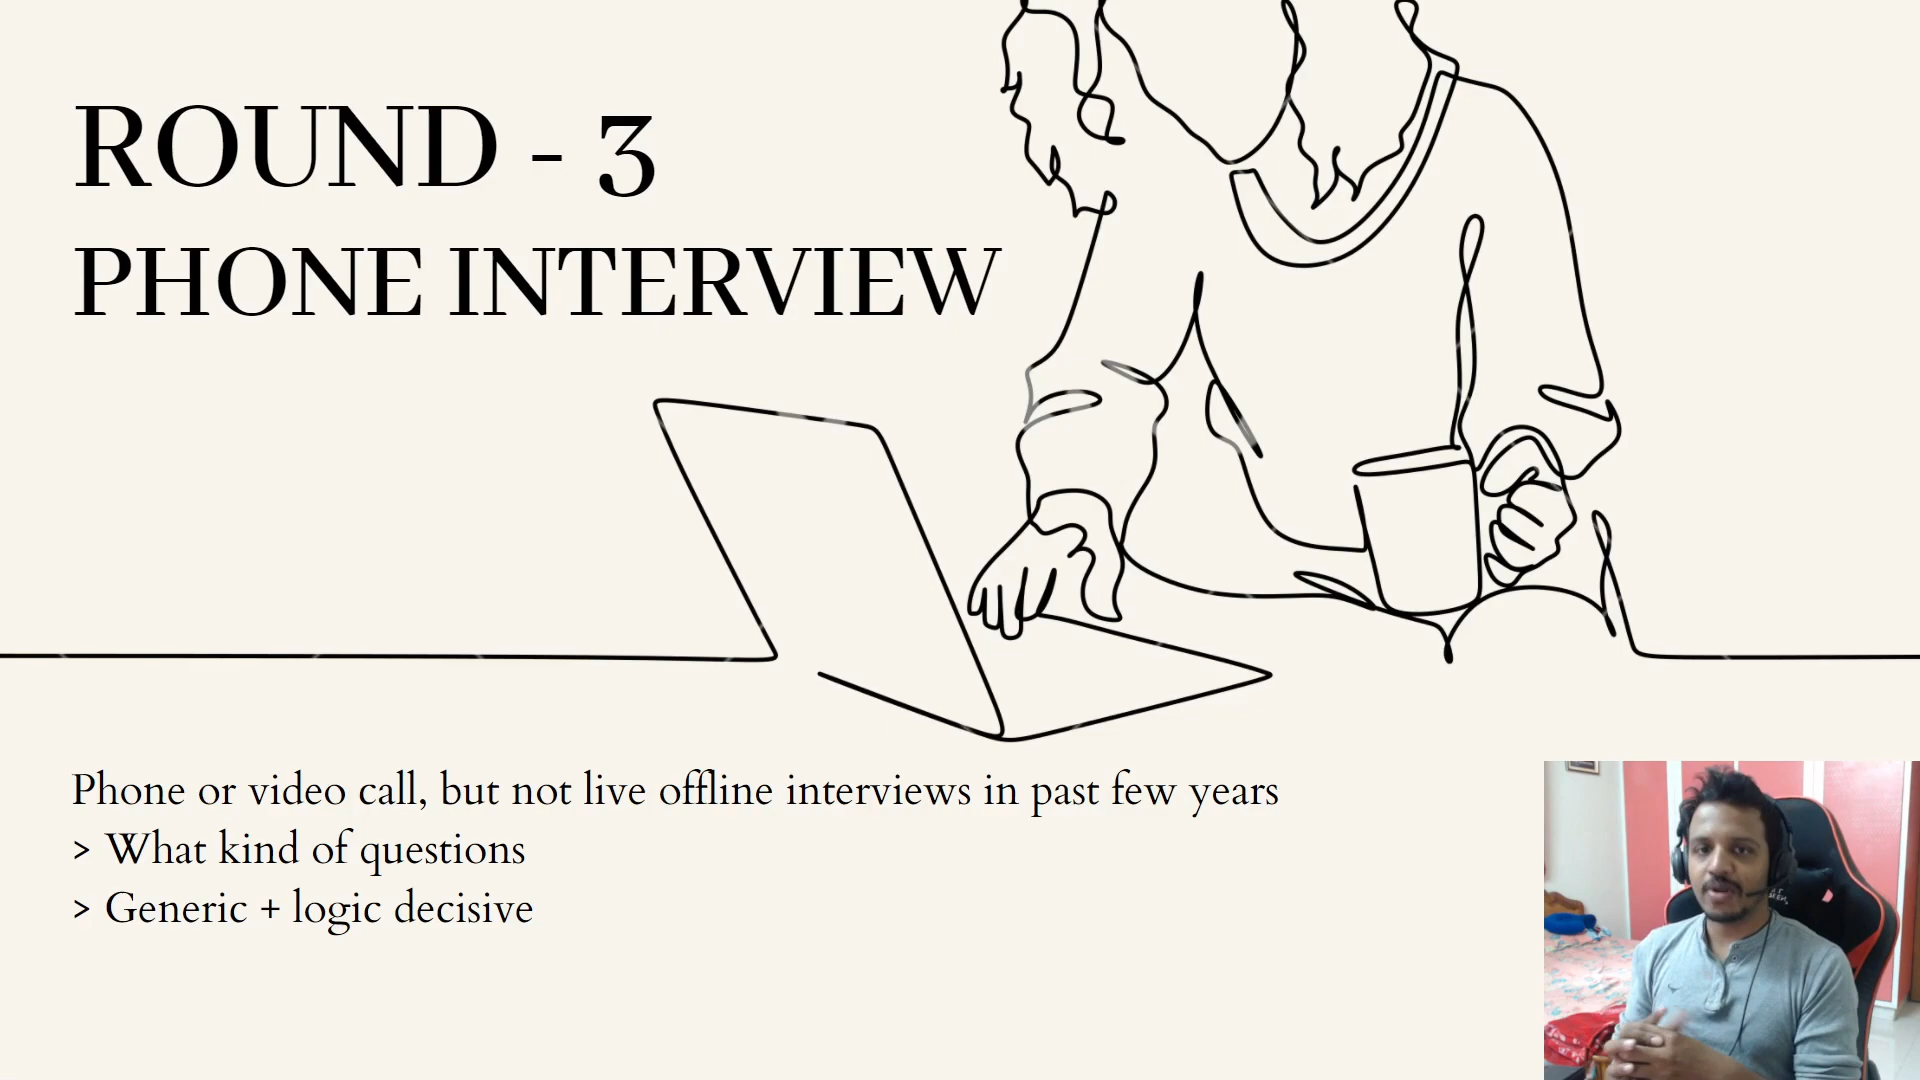 ROUND - 3
PHONE INTERVIEW
Phone or video call, but not live offline interviews in past few years
> What kind of questions
> Generic + logic decisive